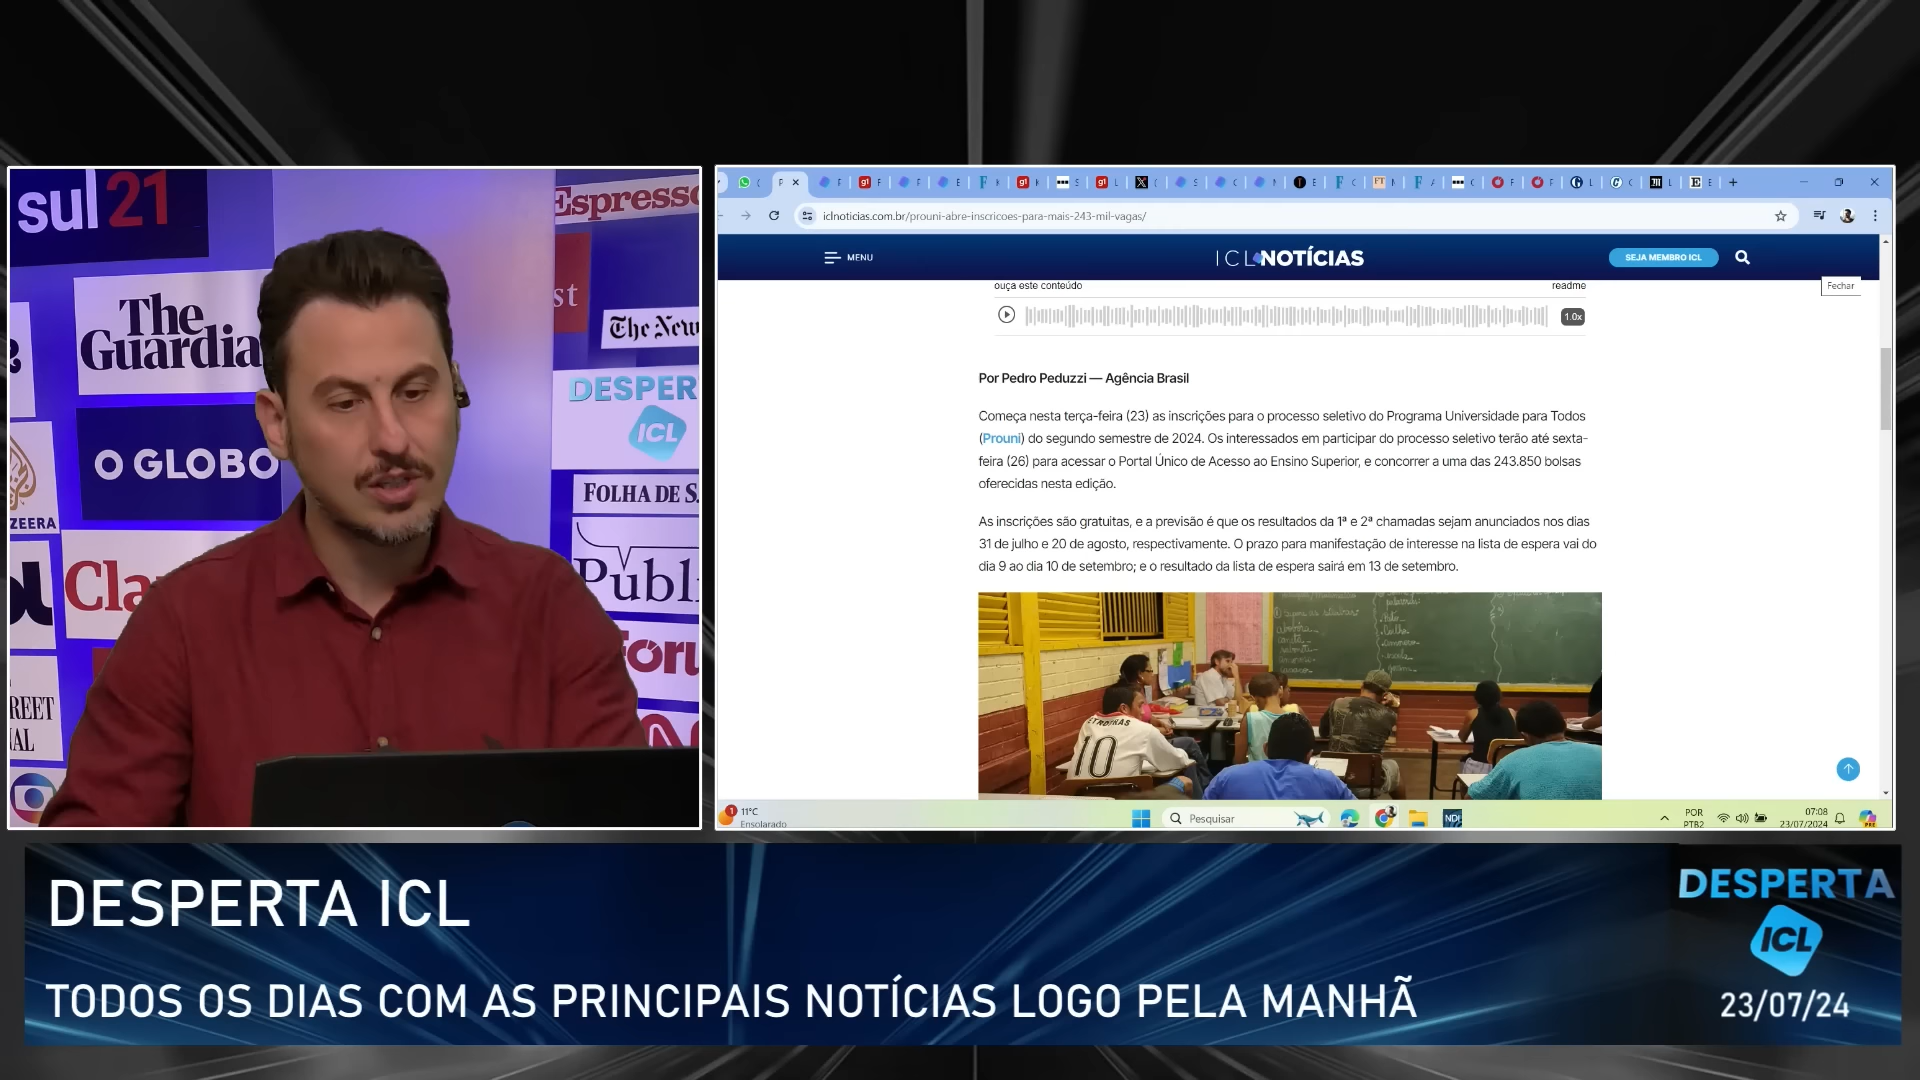 sul21
Espresso
The
Guardia
st
The New
DESPER
ICL
O GLOBO
FOLHA DE S.
ZEERA
Públi
Cla
Foru
REET
AL
iclnoticias.com.br/prouni-abre-inscricoes-para-mais-243-mil-vagas/
MENU
ICL NOTÍCIAS
SEJA MEMBRO ICL
ouça este conteúdo
readme
Fechar
1.0x
Por Pedro Peduzzi — Agência Brasil
Começa nesta terça-feira (23) as inscrições para o processo seletivo do Programa Universidade para Todos
(Prouni) do segundo semestre de 2024. Os interessados em participar do processo seletivo terão até sexta-
feira (26) para acessar o Portal Único de Acesso ao Ensino Superior, e concorrer a uma das 243.850 bolsas
oferecidas nesta edição.
As inscrições são gratuitas, e a previsão é que os resultados da 1ª e 2ª chamadas sejam anunciados nos dias
31 de julho e 20 de agosto, respectivamente. O prazo para manifestação de interesse na lista de espera vai do
dia 9 ao dia 10 de setembro; e o resultado da lista de espera sairá em 13 de setembro.
10
1
11°C
Ensolarado
Pesquisar
POR
PTB2
07:08
23/07/2024
DESPERTA ICL
TODOS OS DIAS COM AS PRINCIPAIS NOTÍCIAS LOGO PELA MANHÃ
DESPERTA
ICL
23/07/24